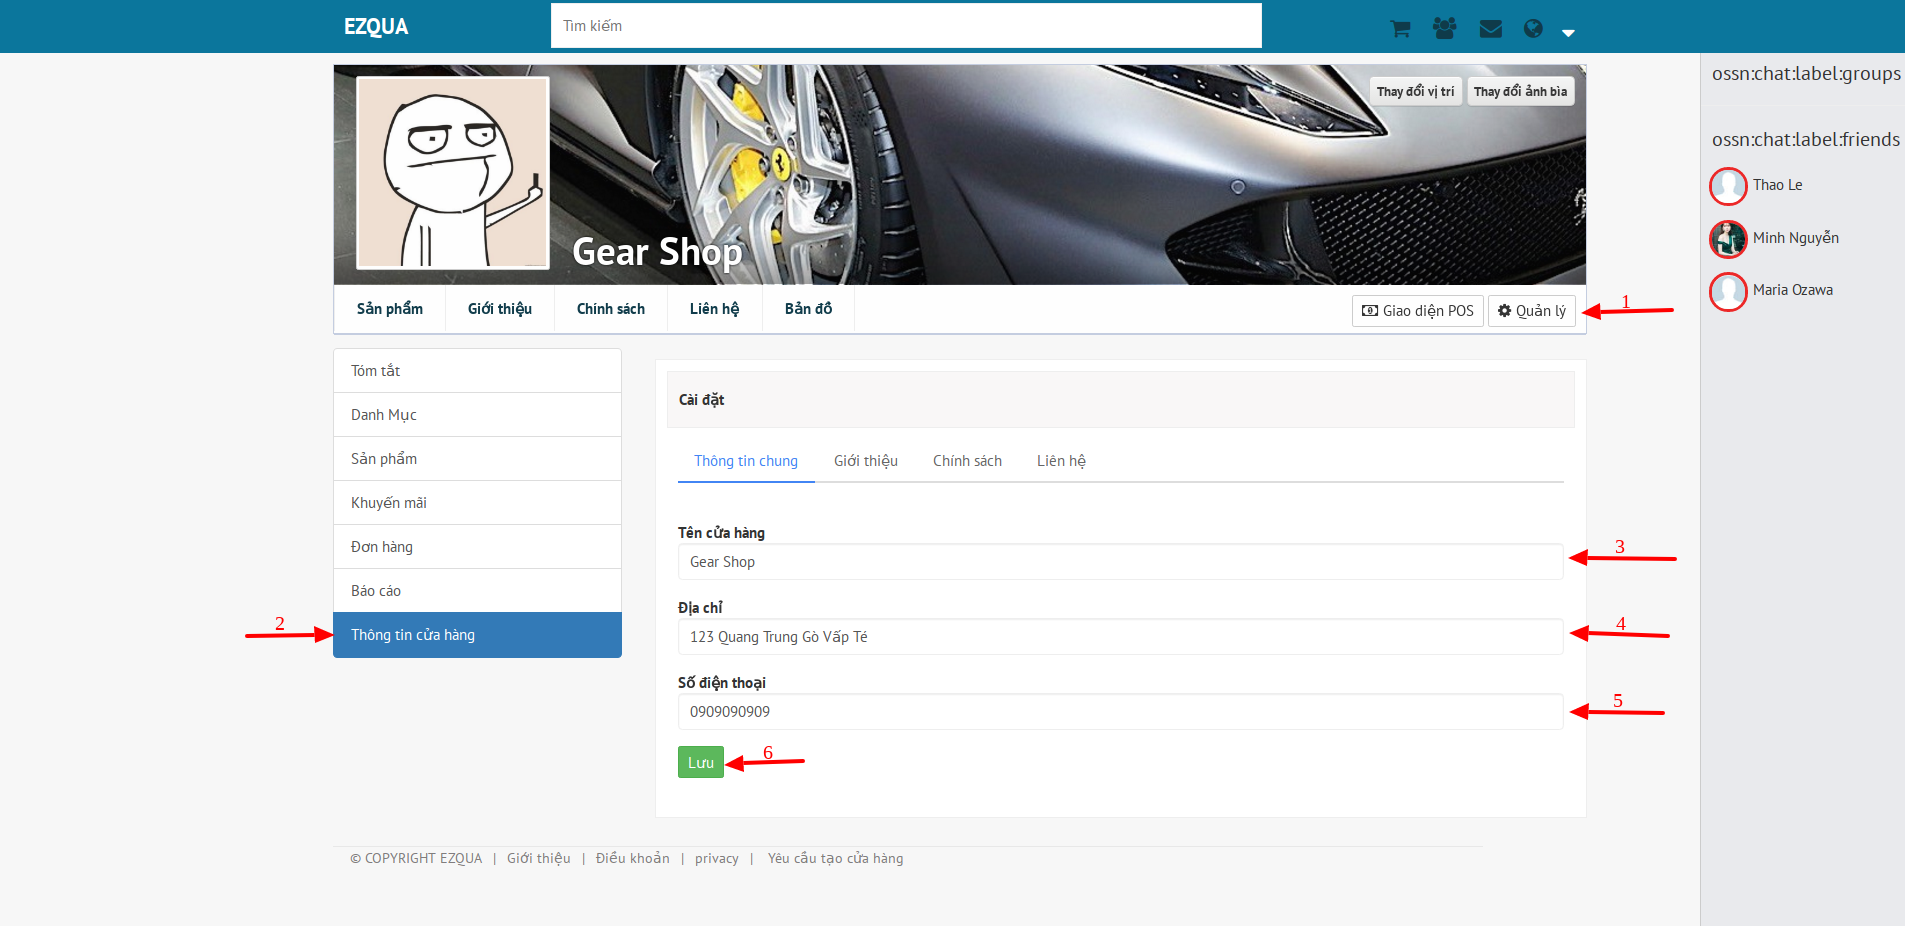 EZQUA
Tìm kiếm
ossn:chat:label:groups
ossn:chat:label:friends
Thao Le
Minh Nguyễn
Maria Ozawa
Thay đổi vị trí
Thay đổi ảnh bìa
Gear Shop
Sản phẩm
Giới thiệu
Chính sách
Liên hệ
Bản đồ
Giao diện POS
Quản lý
1
Tóm tắt
Danh Mục
Sản phẩm
Khuyến mãi
Đơn hàng
Báo cáo
2
Thông tin cửa hàng
Cài đặt
Thông tin chung
Giới thiệu
Chính sách
Liên hệ
Tên cửa hàng
Gear Shop
3
Địa chỉ
123 Quang Trung Gò Vấp Té
4
Số điện thoại
0909090909
5
Lưu
6
© COPYRIGHT EZQUA | Giới thiệu | Điều khoản | privacy | Yêu cầu tạo cửa hàng